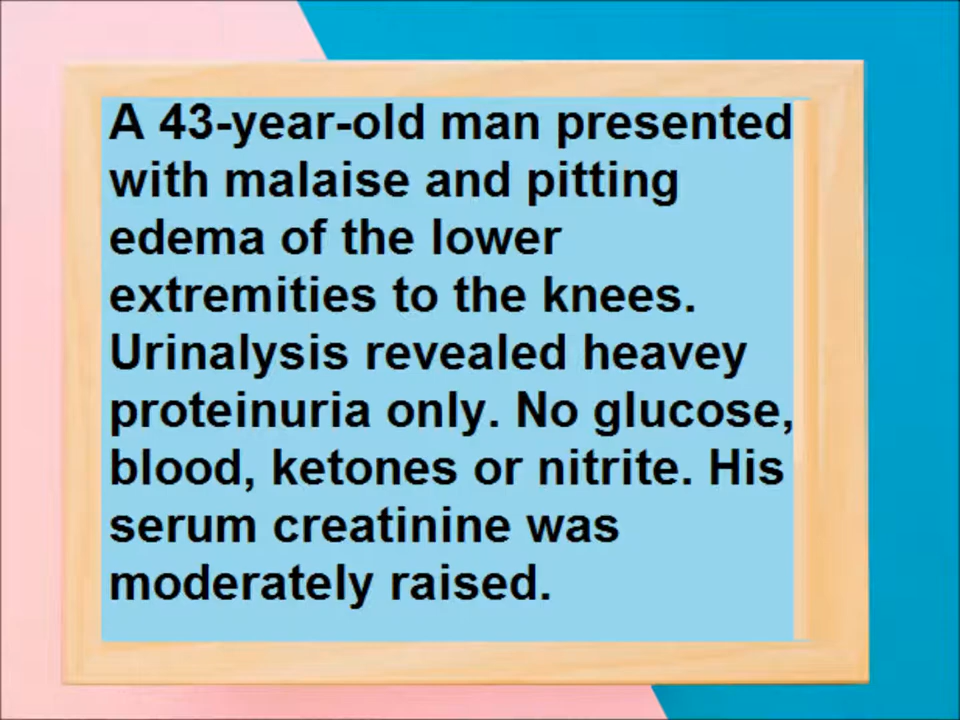 A 43-year-old man presented
with malaise and pitting
edema of the lower
extremities to the knees.
Urinalysis revealed heavey
proteinuria only. No glucose,
blood, ketones or nitrite. His
serum creatinine was
moderately raised.